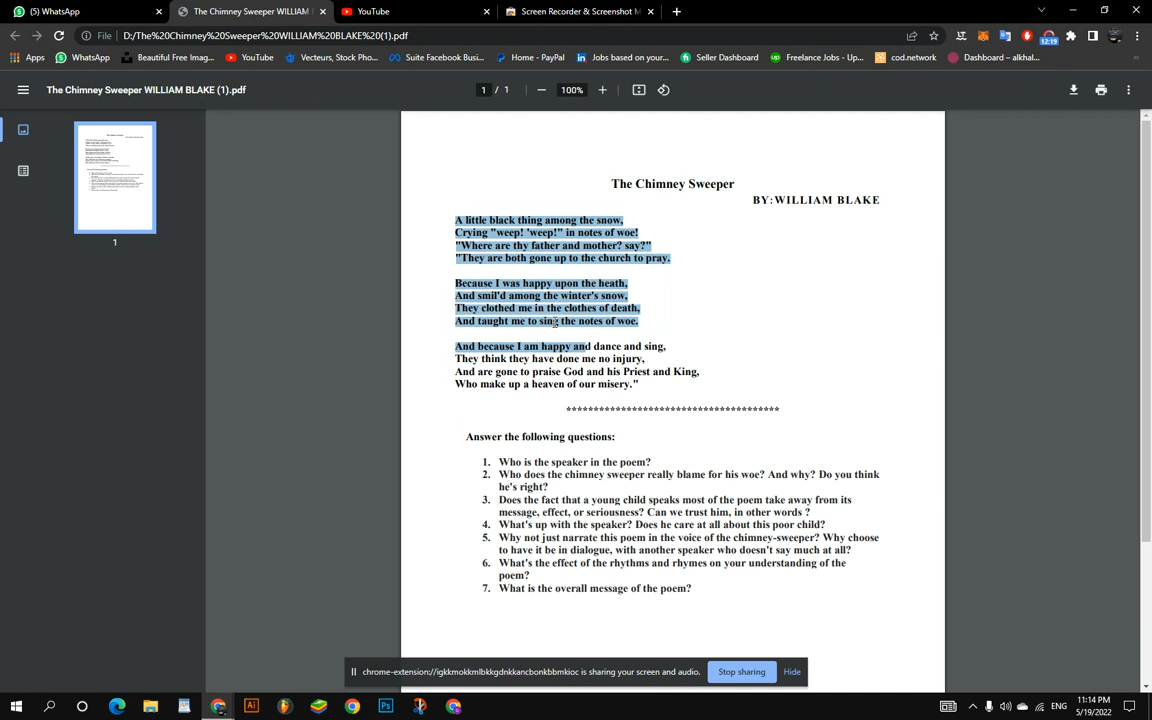 (5) WhatsApp
The Chimney Sweeper WILLIAM
YouTube
Screen Recorder & Screenshot M
File
D:/The%20Chimney%20Sweeper%20WILLIAM%20BLAKE%20(1).pdf
Apps
WhatsApp
Beautiful Free Imag...
YouTube
Vecteurs, Stock Pho...
Suite Facebook Busi...
Home - PayPal
Jobs based on your...
Seller Dashboard
Freelance Jobs - Up...
cod.network
Dashboard – alkhal...
12:19
The Chimney Sweeper WILLIAM BLAKE (1).pdf
1 / 1
100%
1
The Chimney Sweeper
BY:WILLIAM BLAKE
A little black thing among the snow,
Crying "weep! 'weep!" in notes of woe!
"Where are thy father and mother? say?"
"They are both gone up to the church to pray.
Because I was happy upon the heath,
And smil'd among the winter's snow,
They clothed me in the clothes of death,
And taught me to sing the notes of woe.
And because I am happy and dance and sing,
They think they have done me no injury,
And are gone to praise God and his Priest and King,
Who make up a heaven of our misery."
***************************************
Answer the following questions:
1. Who is the speaker in the poem?
2. Who does the chimney sweeper really blame for his woe? And why? Do you think
he's right?
3. Does the fact that a young child speaks most of the poem take away from its
message, effect, or seriousness? Can we trust him, in other words ?
4. What's up with the speaker? Does he care at all about this poor child?
5. Why not just narrate this poem in the voice of the chimney-sweeper? Why choose
to have it be in dialogue, with another speaker who doesn't say much at all?
6. What's the effect of the rhythms and rhymes on your understanding of the
poem?
7. What is the overall message of the poem?
chrome-extension://igkkmokkmlbkkgdnkkancbonkbbmkioc is sharing your screen and audio.
Stop sharing
Hide
ENG
11:14 PM
5/19/2022